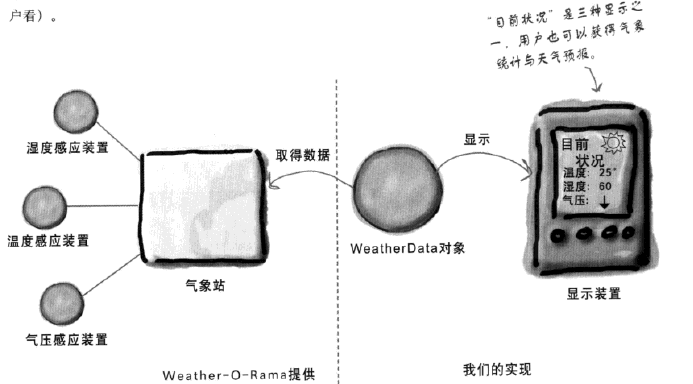 户看）。
“目前状况”是三种显示之
一，用户也可以获得气象
统计与天气预报。
湿度感应装置
温度感应装置
气压感应装置
气象站
取得数据
WeatherData对象
显示
目前
状况
温度：25°
湿度：60
气压：
显示装置
Weather-O-Rama提供
我们的实现